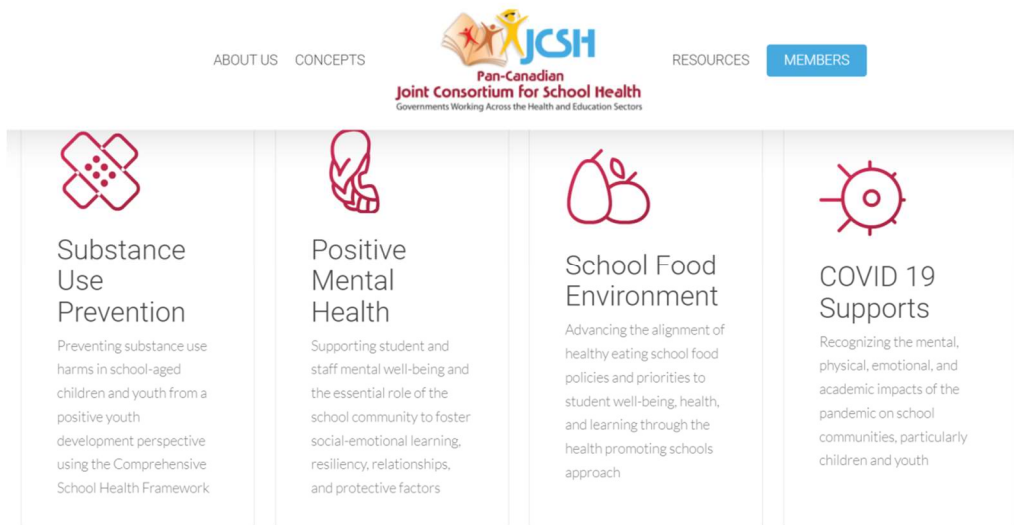 ABOUT US CONCEPTS
JCSH
Pan-Canadian
Joint Consortium for School Health
Governments Working Across the Health and Education Sectors
RESOURCES MEMBERS
Substance
Use
Prevention
Preventing substance use
harms in school-aged
children and youth from a
positive youth
development perspective
using the Comprehensive
School Health Framework
Positive
Mental
Health
Supporting student and
staff mental well-being and
the essential role of the
school community to foster
social-emotional learning,
resiliency, relationships,
and protective factors
School Food
Environment
Advancing the alignment of
healthy eating school food
policies and priorities to
student well-being, health,
and learning through the
health promoting schools
approach
COVID 19
Supports
Recognizing the mental,
physical, emotional, and
academic impacts of the
pandemic on school
communities, particularly
children and youth